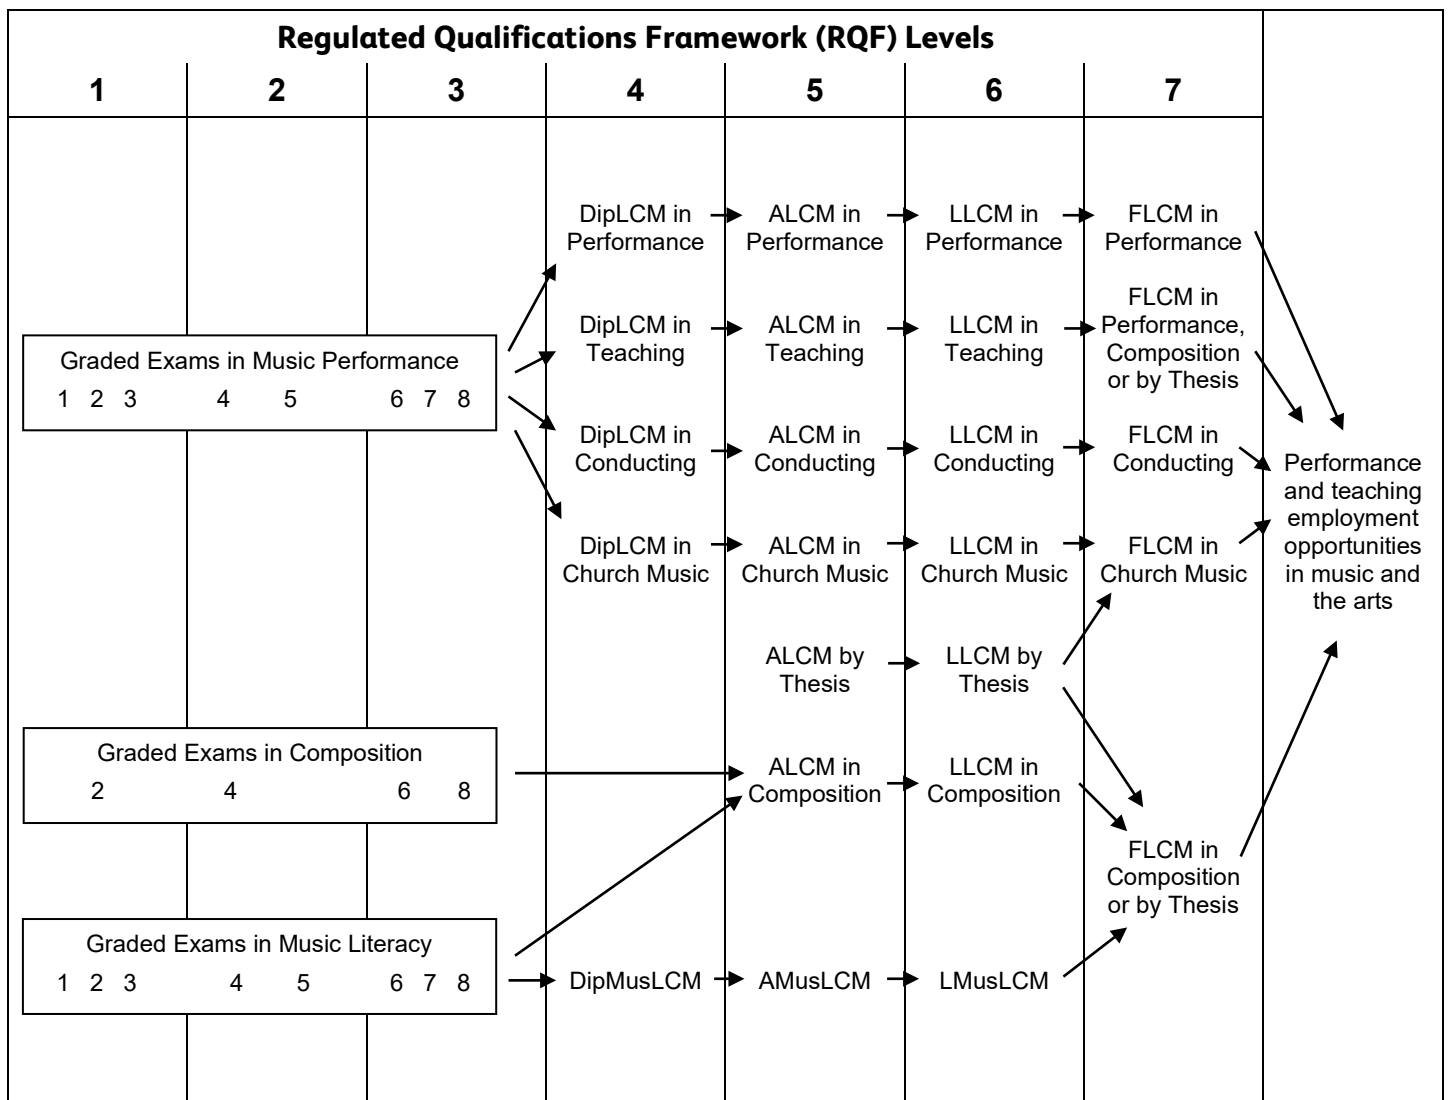 Regulated Qualifications Framework (RQF) Levels
1 2 3 4 5 6 7
DipLCM in
Performance
ALCM in
Performance
LLCM in
Performance
FLCM in
Performance
Graded Exams in Music Performance
1 2 3 4 5 6 7 8
DipLCM in
Teaching
ALCM in
Teaching
LLCM in
Teaching
FLCM in
Performance,
Composition
or by Thesis
DipLCM in
Conducting
ALCM in
Conducting
LLCM in
Conducting
FLCM in
Conducting
DipLCM in
Church Music
ALCM in
Church Music
LLCM in
Church Music
FLCM in
Church Music
Performance
and teaching
employment
opportunities
in music and
the arts
ALCM by
Thesis
LLCM by
Thesis
Graded Exams in Composition
2 4 6 8
ALCM in
Composition
LLCM in
Composition
FLCM in
Composition
or by Thesis
Graded Exams in Music Literacy
1 2 3 4 5 6 7 8
DipMusLCM
AMusLCM
LMusLCM